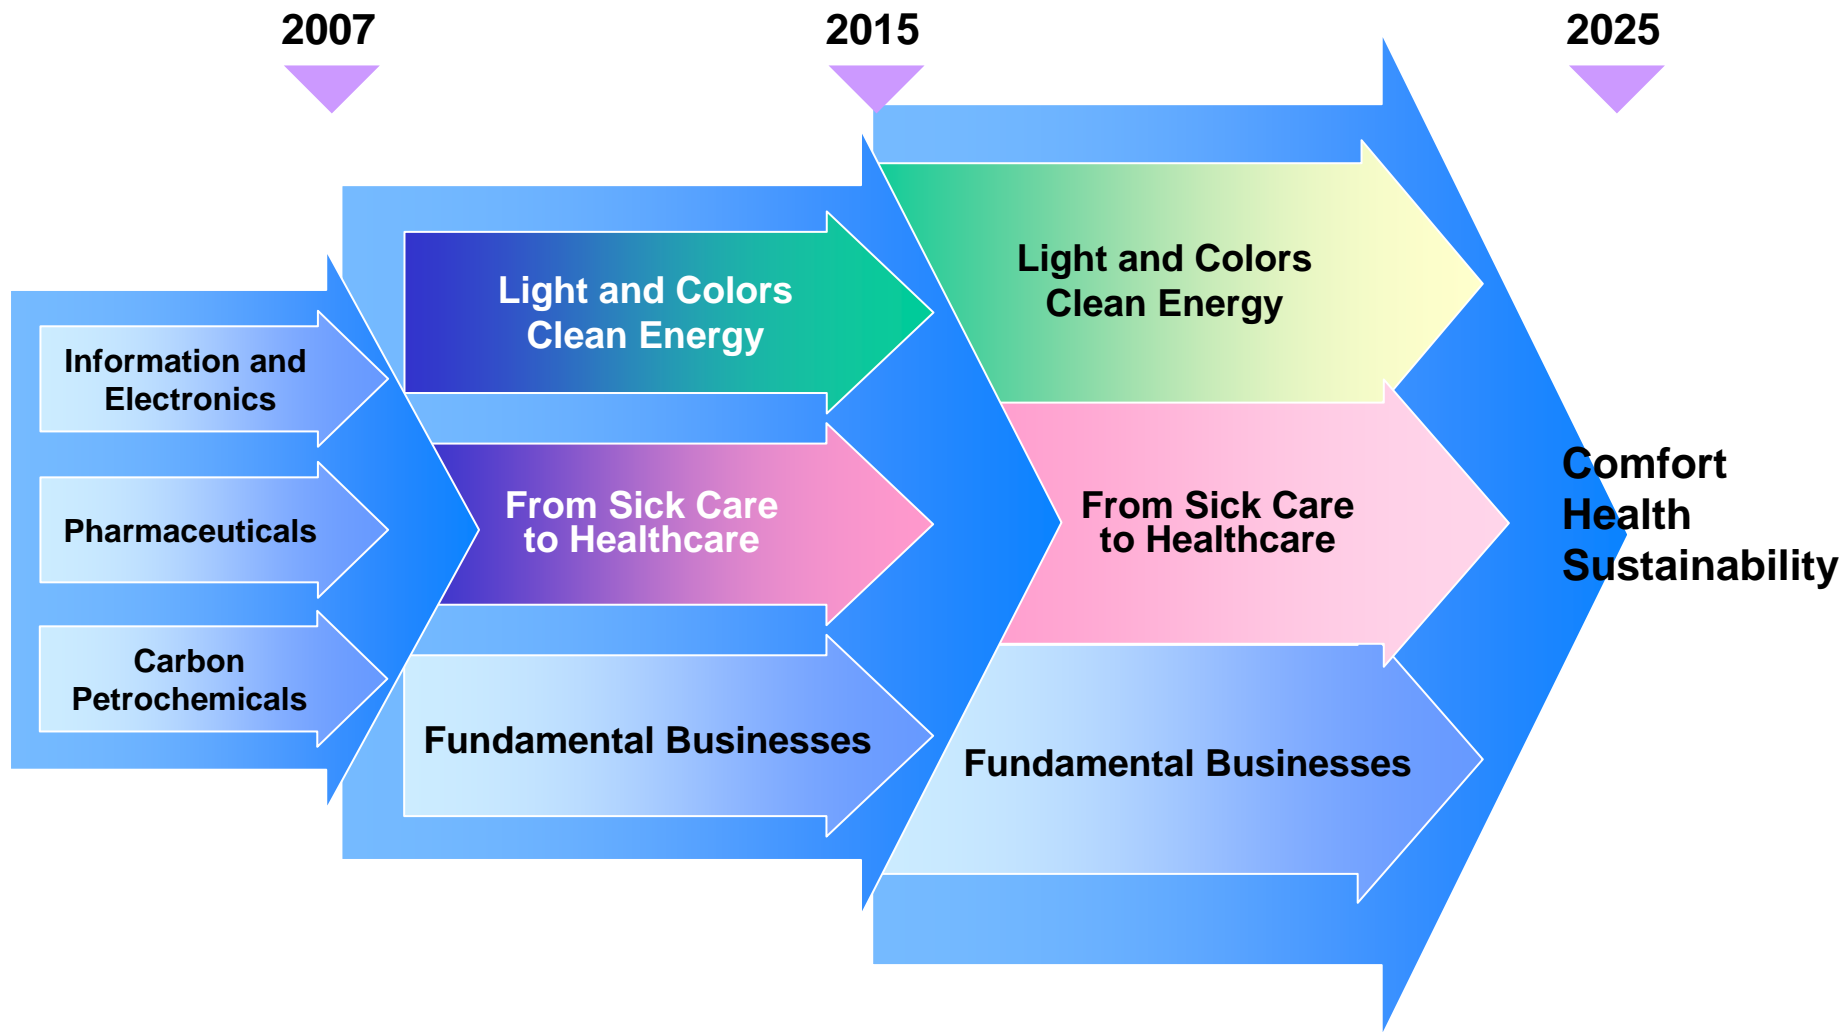 2007
2015
2025
Information and
Electronics
Pharmaceuticals
Carbon
Petrochemicals
Light and Colors
Clean Energy
From Sick Care
to Healthcare
Fundamental Businesses
Light and Colors
Clean Energy
From Sick Care
to Healthcare
Fundamental Businesses
Comfort
Health
Sustainability